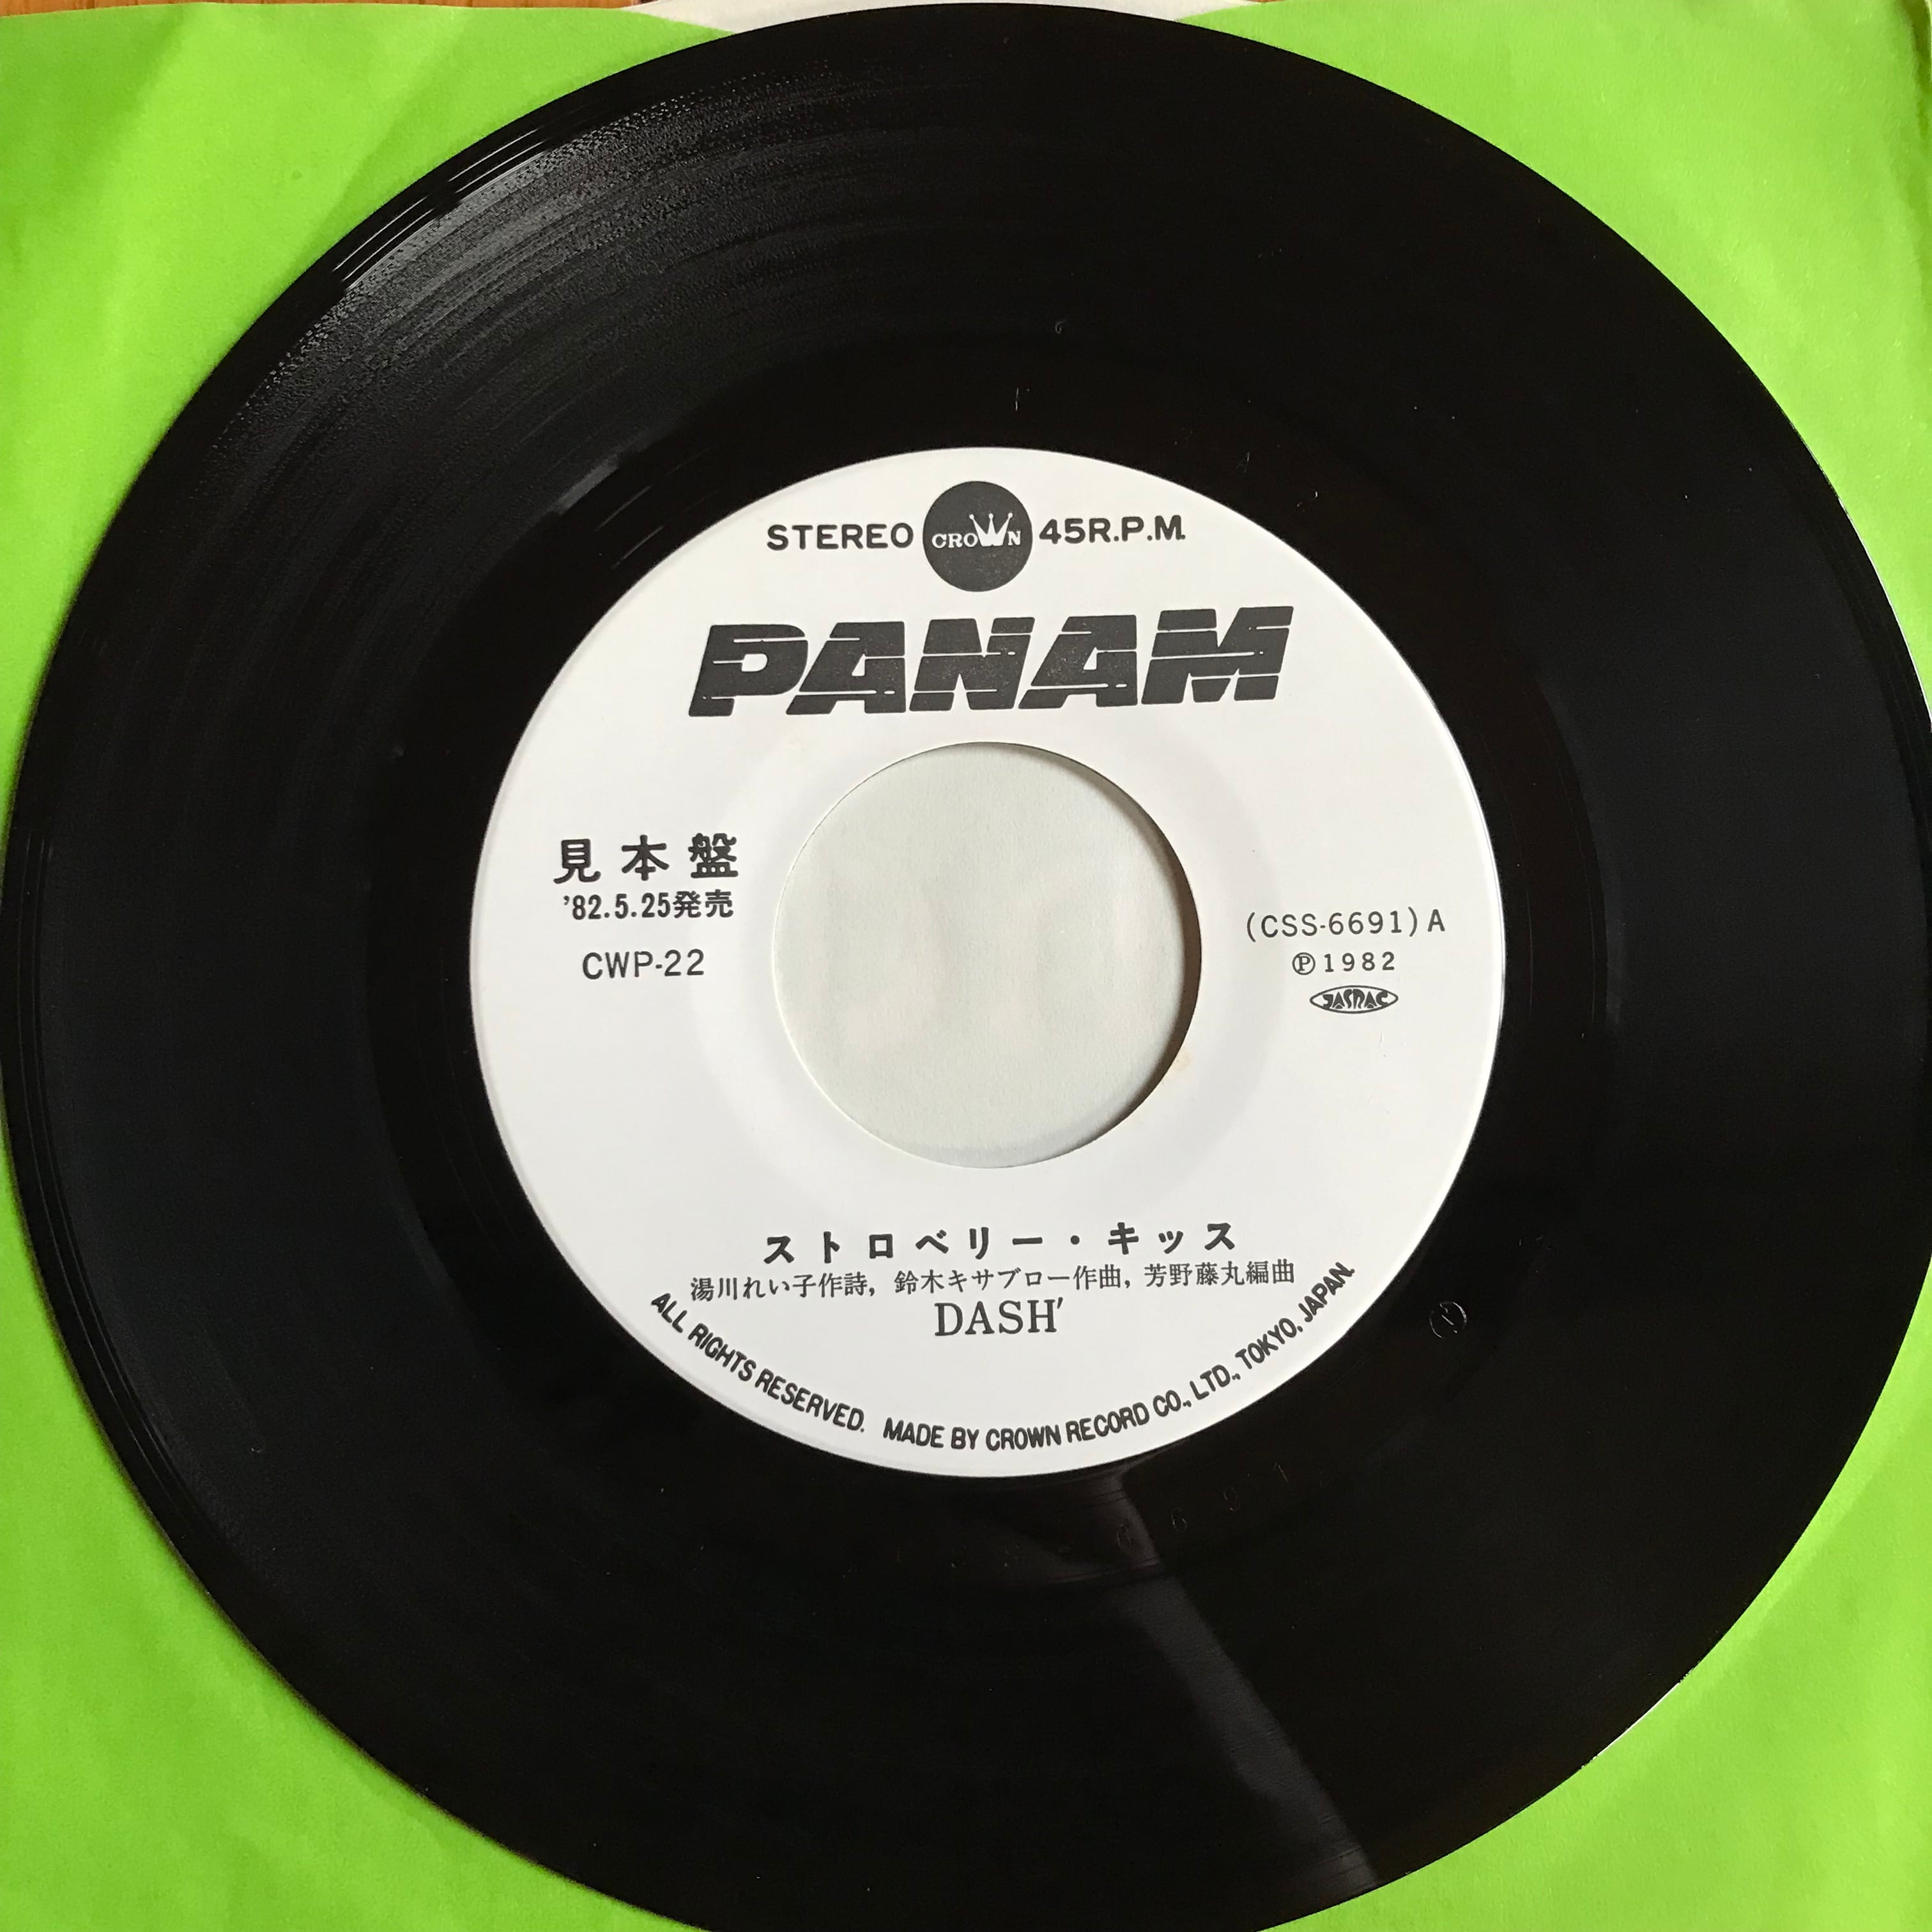 STEREO CROWN 45R.P.M.
PANAM
見本盤
'82.5.25発売
CWP-22
(CSS-6691) A
Ⓟ1982
JASRAC
ストロベリー・キッス
湯川れい子作詩, 鈴木キサブロー作曲, 芳野藤丸編曲
DASH'
ALL RIGHTS RESERVED. MADE BY CROWN RECORD CO., LTD., TOKYO. JAPAN.